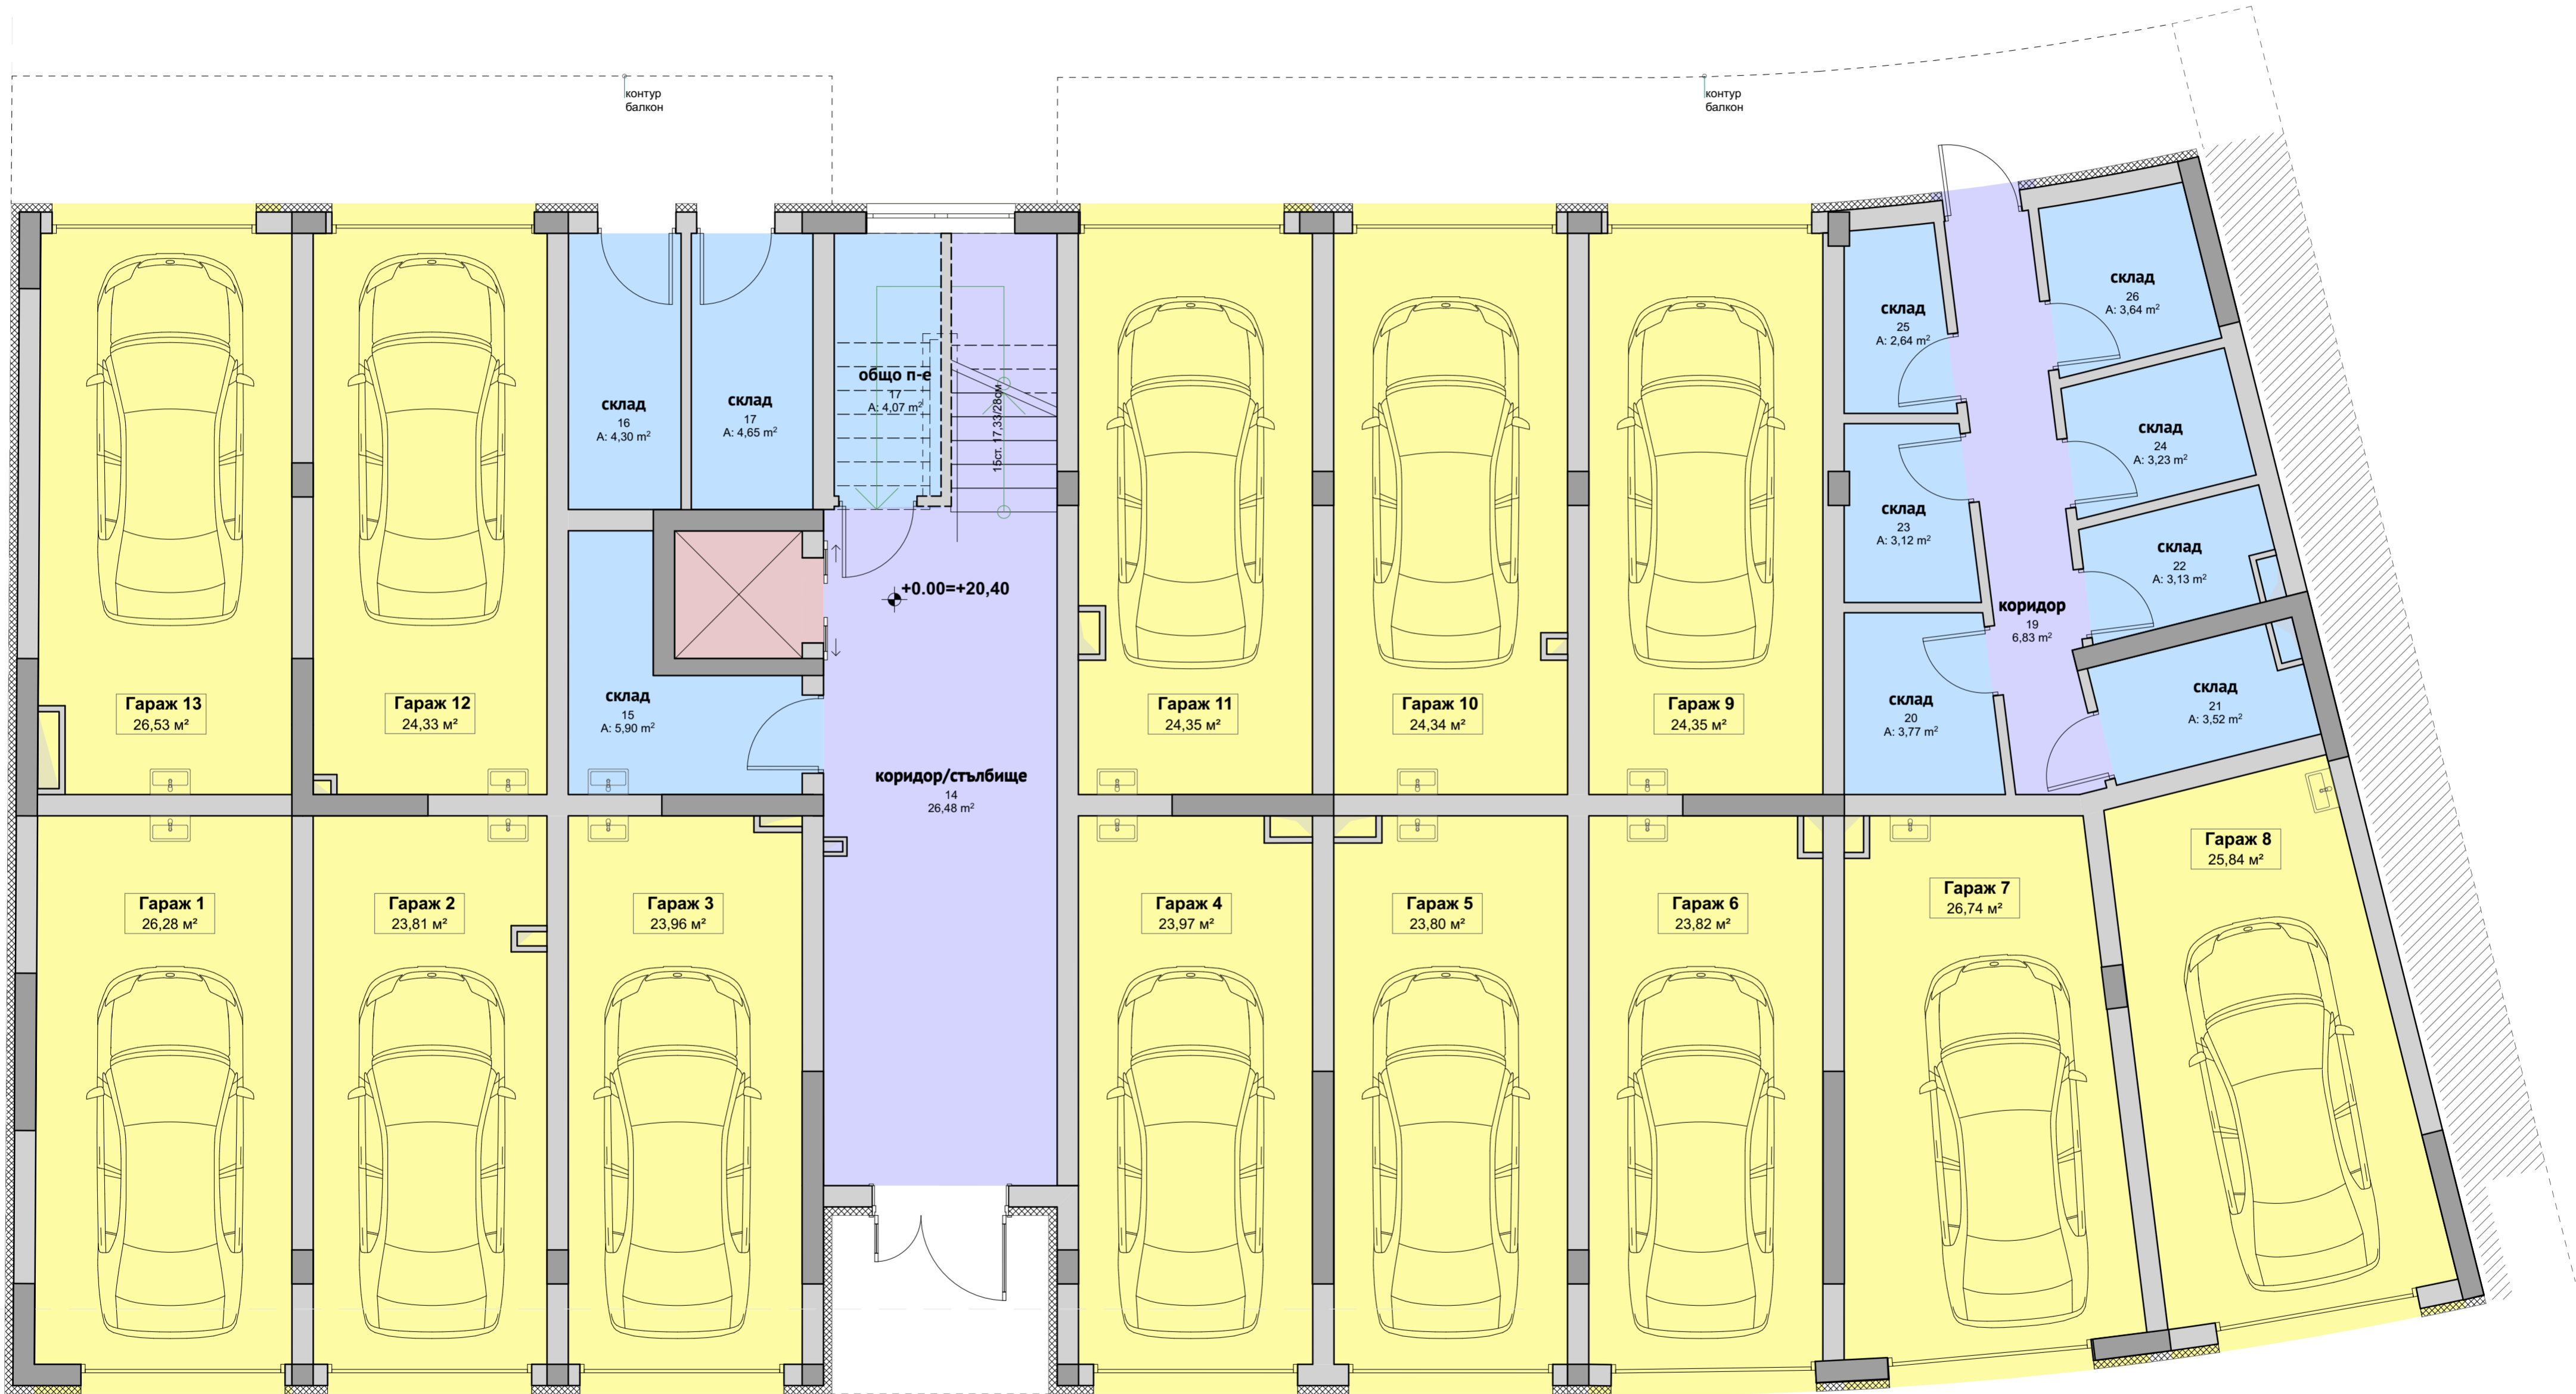 контур
балкон
контур
балкон
склад
26
A: 3,64 m²
склад
25
A: 2,64 m²
общо п-е
17
A: 4,07 m²
15ст. 17,33/28см
склад
16
A: 4,30 m²
склад
17
A: 4,65 m²
склад
24
A: 3,23 m²
склад
23
A: 3,12 m²
склад
22
A: 3,13 m²
+0.00=+20,40
коридор
19
6,83 m²
Гараж 13
26,53 м²
Гараж 12
24,33 м²
склад
15
A: 5,90 m²
Гараж 11
24,35 м²
Гараж 10
24,34 м²
Гараж 9
24,35 м²
склад
20
A: 3,77 m²
склад
21
A: 3,52 m²
коридор/стълбище
14
26,48 m²
Гараж 8
25,84 м²
Гараж 1
26,28 м²
Гараж 2
23,81 м²
Гараж 3
23,96 м²
Гараж 4
23,97 м²
Гараж 5
23,80 м²
Гараж 6
23,82 м²
Гараж 7
26,74 м²